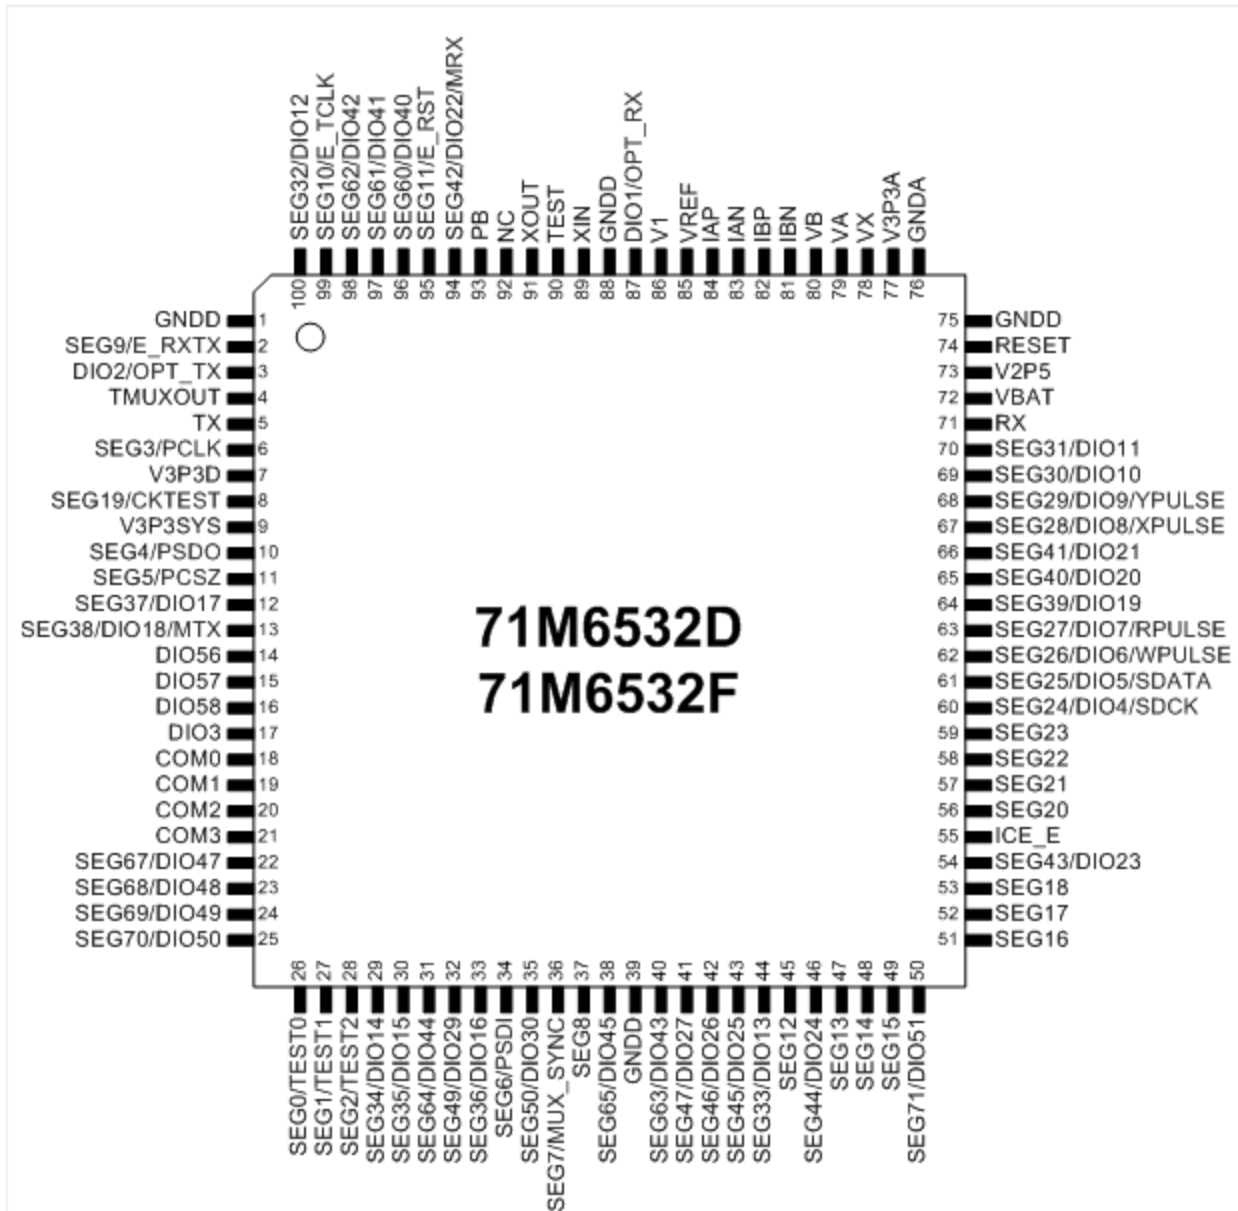 SEG32/DIO12
SEG10/E_TCLK
SEG62/DIO42
SEG61/DIO41
SEG60/DIO40
SEG11/E_RST
SEG42/DIO22/MRX
PB
NC
XOUT
TEST
XIN
GNDD
DIO1/OPT_RX
V1
VREF
IAP
IAN
IBP
IBN
VB
VA
VX
V3P3A
GNDA
100
99
98
97
96
95
94
93
92
91
90
89
88
87
86
85
84
83
82
81
80
79
78
77
76
GNDD 1
SEG9/E_RXTX 2
DIO2/OPT_TX 3
TMUXOUT 4
TX 5
SEG3/PCLK 6
V3P3D 7
SEG19/CKTEST 8
V3P3SYS 9
SEG4/PSDO 10
SEG5/PCSZ 11
SEG37/DIO17 12
SEG38/DIO18/MTX 13
DIO56 14
DIO57 15
DIO58 16
DIO3 17
COM0 18
COM1 19
COM2 20
COM3 21
SEG67/DIO47 22
SEG68/DIO48 23
SEG69/DIO49 24
SEG70/DIO50 25
71M6532D
71M6532F
75 GNDD
74 RESET
73 V2P5
72 VBAT
71 RX
70 SEG31/DIO11
69 SEG30/DIO10
68 SEG29/DIO9/YPULSE
67 SEG28/DIO8/XPULSE
66 SEG41/DIO21
65 SEG40/DIO20
64 SEG39/DIO19
63 SEG27/DIO7/RPULSE
62 SEG26/DIO6/WPULSE
61 SEG25/DIO5/SDATA
60 SEG24/DIO4/SDCK
59 SEG23
58 SEG22
57 SEG21
56 SEG20
55 ICE_E
54 SEG43/DIO23
53 SEG18
52 SEG17
51 SEG16
26
27
28
29
30
31
32
33
34
35
36
37
38
39
40
41
42
43
44
45
46
47
48
49
50
SEG0/TEST0
SEG1/TEST1
SEG2/TEST2
SEG34/DIO14
SEG35/DIO15
SEG64/DIO44
SEG49/DIO29
SEG36/DIO16
SEG6/PSDI
SEG50/DIO30
SEG7/MUX_SYNC
SEG8
SEG65/DIO45
GNDD
SEG63/DIO43
SEG47/DIO27
SEG46/DIO26
SEG45/DIO25
SEG33/DIO13
SEG12
SEG44/DIO24
SEG13
SEG14
SEG15
SEG71/DIO51